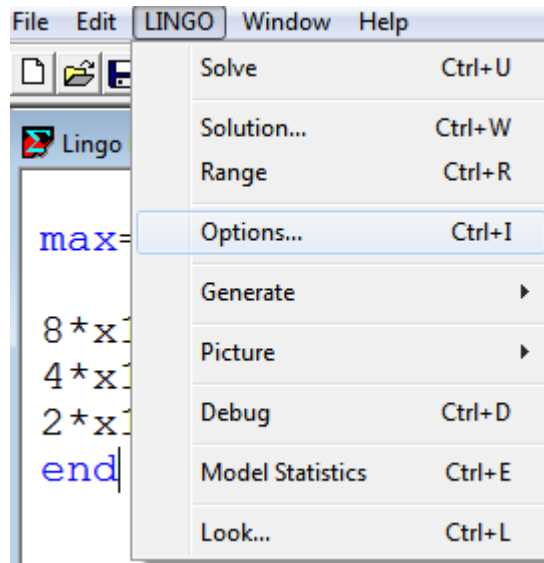 File Edit LINGO Window Help
Solve Ctrl+U
Lingo
Solution... Ctrl+W
Range Ctrl+R
max=
Options... Ctrl+I
Generate
8*x1
Picture
4*x1
2*x1
Debug Ctrl+D
end
Model Statistics Ctrl+E
Look... Ctrl+L